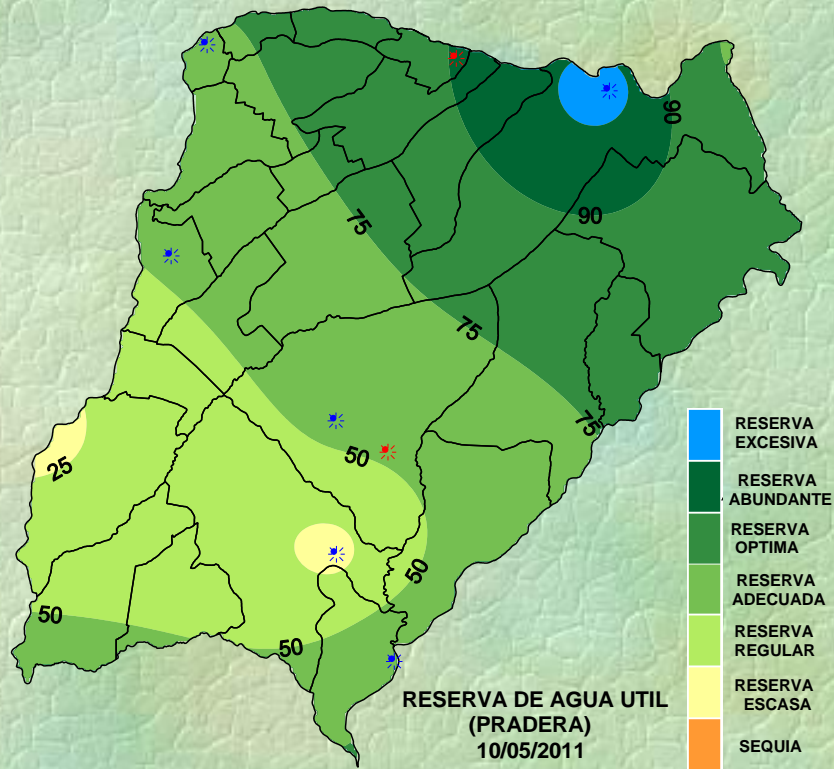 90
90
75
75
75
50
25
50
50
50
RESERVA
EXCESIVA
RESERVA
ABUNDANTE
RESERVA
OPTIMA
RESERVA
ADECUADA
RESERVA
REGULAR
RESERVA
ESCASA
SEQUIA
RESERVA DE AGUA UTIL
(PRADERA)
10/05/2011